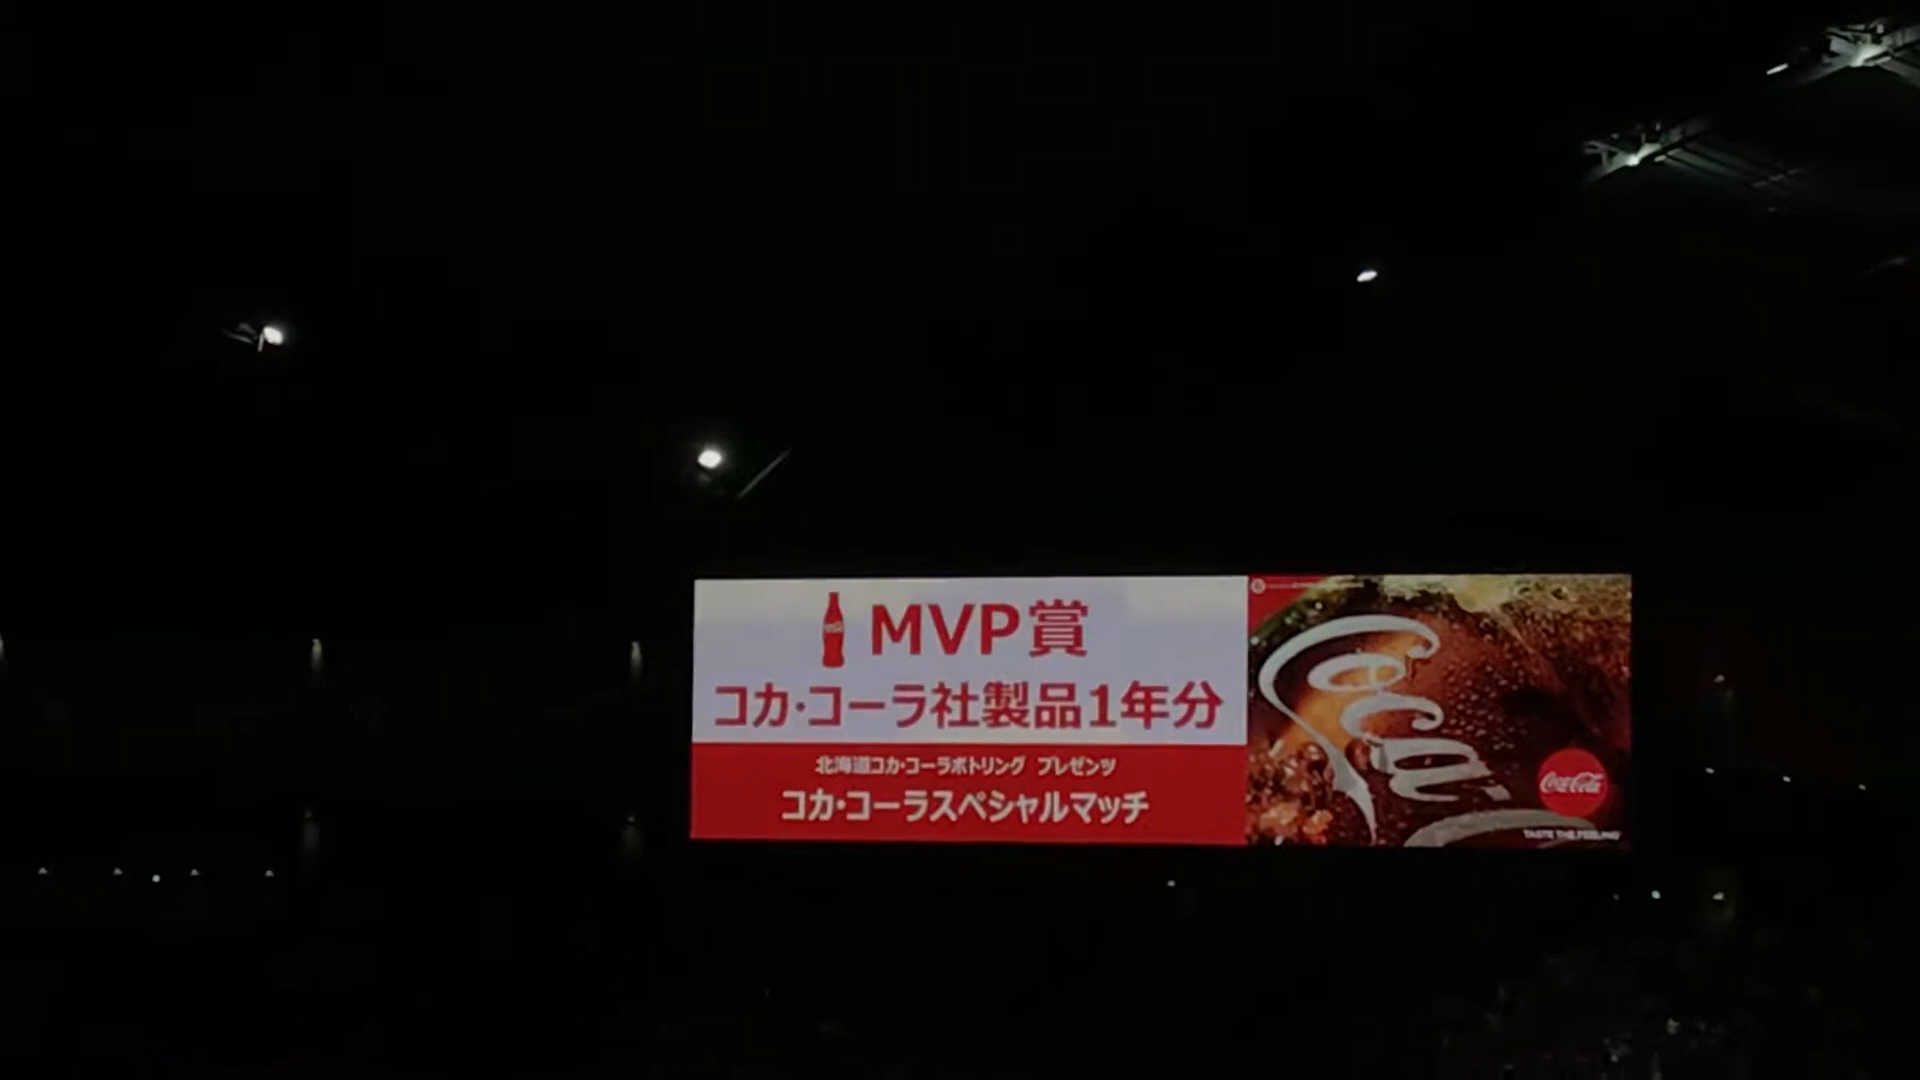 MVP賞
コカ・コーラ社製品1年分
北海道コカ・コーラボトリング プレゼンツ
コカ・コーラスペシャルマッチ
Coca
Coca-Cola
TASTE THE FEELING